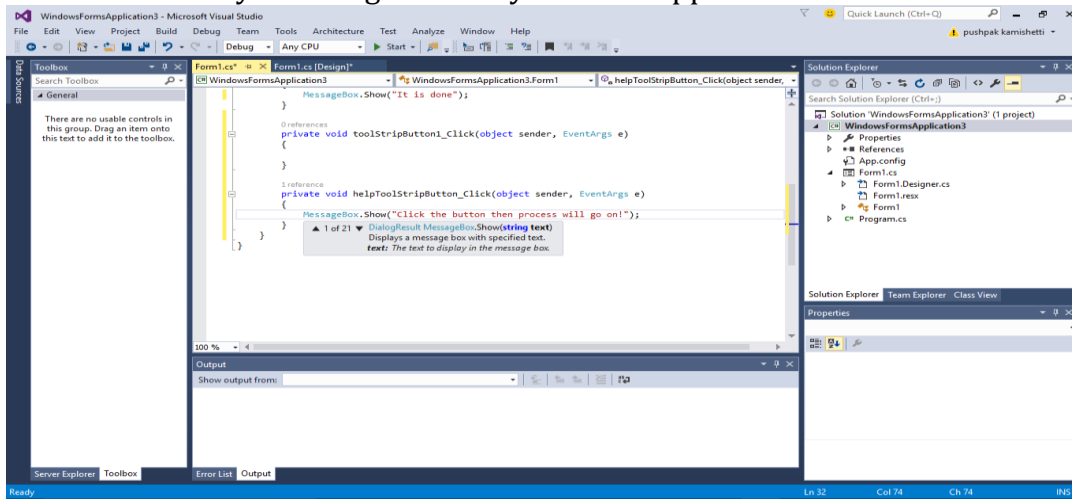 WindowsFormsApplication3 - Microsoft Visual Studio
Quick Launch (Ctrl+Q)
File Edit View Project Build Debug Team Tools Architecture Test Analyze Window Help
pushpak kamishetti
Debug Any CPU Start
Data Sources
Toolbox
Search Toolbox
General
There are no usable controls in
this group. Drag an item onto
this text to add it to the toolbox.
Server Explorer Toolbox
Form1.cs* Form1.cs [Design]*
WindowsFormsApplication3 WindowsFormsApplication3.Form1 helpToolStripButton_Click(object sender,
MessageBox.Show("It is done");
}
0 references
private void toolStripButton1_Click(object sender, EventArgs e)
{
}
1 reference
private void helpToolStripButton_Click(object sender, EventArgs e)
{
MessageBox.Show("Click the button then process will go on!");
}
1 of 21 DialogResult MessageBox.Show(string text)
Displays a message box with specified text.
text: The text to display in the message box.
}
}
100 %
Output
Show output from:
Error List Output
Solution Explorer
Search Solution Explorer (Ctrl+;)
Solution 'WindowsFormsApplication3' (1 project)
C# WindowsFormsApplication3
Properties
References
App.config
Form1.cs
Form1.Designer.cs
Form1.resx
Form1
C# Program.cs
Solution Explorer Team Explorer Class View
Properties
Ready Ln 32 Col 74 Ch 74 INS